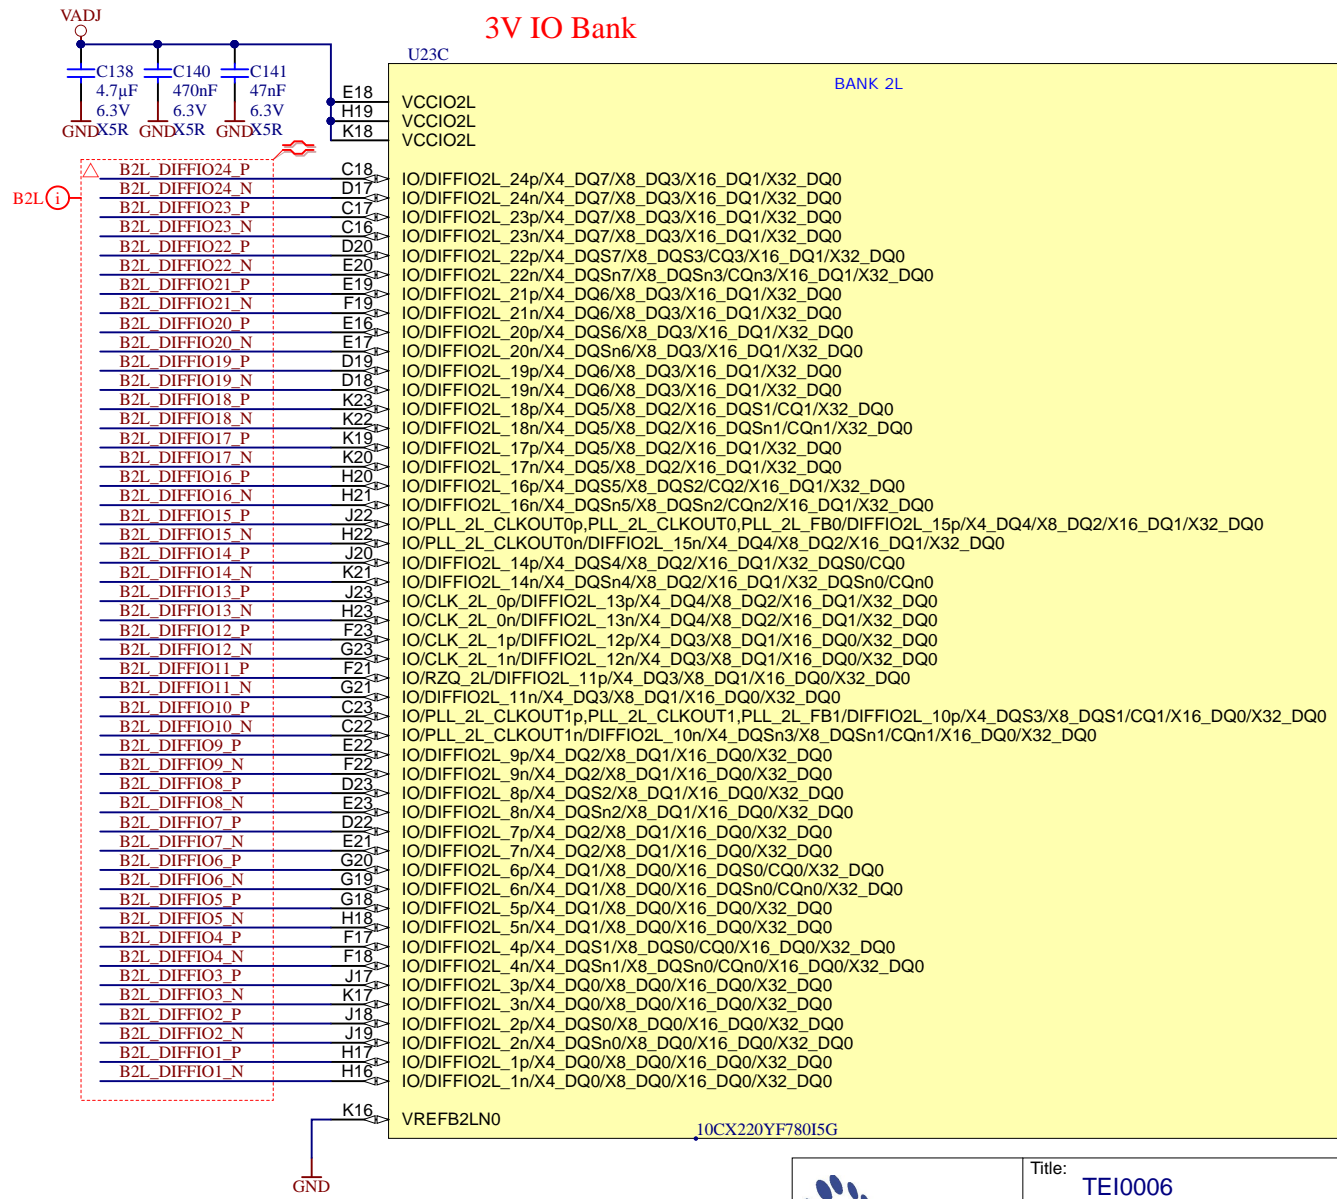 VADJ
3V IO Bank
U23C
BANK 2L
C138
4.7µF
6.3V
X5R
C140
470nF
6.3V
X5R
C141
47nF
6.3V
X5R
GND
GND
GND
E18 VCCIO2L
H19 VCCIO2L
K18 VCCIO2L
B2L i
B2L_DIFFIO24_P C18 IO/DIFFIO2L_24p/X4_DQ7/X8_DQ3/X16_DQ1/X32_DQ0
B2L_DIFFIO24_N D17 IO/DIFFIO2L_24n/X4_DQ7/X8_DQ3/X16_DQ1/X32_DQ0
B2L_DIFFIO23_P C17 IO/DIFFIO2L_23p/X4_DQ7/X8_DQ3/X16_DQ1/X32_DQ0
B2L_DIFFIO23_N C16 IO/DIFFIO2L_23n/X4_DQ7/X8_DQ3/X16_DQ1/X32_DQ0
B2L_DIFFIO22_P D20 IO/DIFFIO2L_22p/X4_DQS7/X8_DQS3/CQ3/X16_DQ1/X32_DQ0
B2L_DIFFIO22_N E20 IO/DIFFIO2L_22n/X4_DQSn7/X8_DQSn3/CQn3/X16_DQ1/X32_DQ0
B2L_DIFFIO21_P E19 IO/DIFFIO2L_21p/X4_DQ6/X8_DQ3/X16_DQ1/X32_DQ0
B2L_DIFFIO21_N F19 IO/DIFFIO2L_21n/X4_DQ6/X8_DQ3/X16_DQ1/X32_DQ0
B2L_DIFFIO20_P E16 IO/DIFFIO2L_20p/X4_DQS6/X8_DQ3/X16_DQ1/X32_DQ0
B2L_DIFFIO20_N E17 IO/DIFFIO2L_20n/X4_DQSn6/X8_DQ3/X16_DQ1/X32_DQ0
B2L_DIFFIO19_P D19 IO/DIFFIO2L_19p/X4_DQ6/X8_DQ3/X16_DQ1/X32_DQ0
B2L_DIFFIO19_N D18 IO/DIFFIO2L_19n/X4_DQ6/X8_DQ3/X16_DQ1/X32_DQ0
B2L_DIFFIO18_P K23 IO/DIFFIO2L_18p/X4_DQ5/X8_DQ2/X16_DQS1/CQ1/X32_DQ0
B2L_DIFFIO18_N K22 IO/DIFFIO2L_18n/X4_DQ5/X8_DQ2/X16_DQSn1/CQn1/X32_DQ0
B2L_DIFFIO17_P K19 IO/DIFFIO2L_17p/X4_DQ5/X8_DQ2/X16_DQ1/X32_DQ0
B2L_DIFFIO17_N K20 IO/DIFFIO2L_17n/X4_DQ5/X8_DQ2/X16_DQ1/X32_DQ0
B2L_DIFFIO16_P H20 IO/DIFFIO2L_16p/X4_DQS5/X8_DQS2/CQ2/X16_DQ1/X32_DQ0
B2L_DIFFIO16_N H21 IO/DIFFIO2L_16n/X4_DQSn5/X8_DQSn2/CQn2/X16_DQ1/X32_DQ0
B2L_DIFFIO15_P J22 IO/PLL_2L_CLKOUT0p,PLL_2L_CLKOUT0,PLL_2L_FB0/DIFFIO2L_15p/X4_DQ4/X8_DQ2/X16_DQ1/X32_DQ0
B2L_DIFFIO15_N H22 IO/PLL_2L_CLKOUT0n/DIFFIO2L_15n/X4_DQ4/X8_DQ2/X16_DQ1/X32_DQ0
B2L_DIFFIO14_P J20 IO/DIFFIO2L_14p/X4_DQS4/X8_DQ2/X16_DQ1/X32_DQS0/CQ0
B2L_DIFFIO14_N K21 IO/DIFFIO2L_14n/X4_DQSn4/X8_DQ2/X16_DQ1/X32_DQSn0/CQn0
B2L_DIFFIO13_P J23 IO/CLK_2L_0p/DIFFIO2L_13p/X4_DQ4/X8_DQ2/X16_DQ1/X32_DQ0
B2L_DIFFIO13_N H23 IO/CLK_2L_0n/DIFFIO2L_13n/X4_DQ4/X8_DQ2/X16_DQ1/X32_DQ0
B2L_DIFFIO12_P F23 IO/CLK_2L_1p/DIFFIO2L_12p/X4_DQ3/X8_DQ1/X16_DQ0/X32_DQ0
B2L_DIFFIO12_N G23 IO/CLK_2L_1n/DIFFIO2L_12n/X4_DQ3/X8_DQ1/X16_DQ0/X32_DQ0
B2L_DIFFIO11_P F21 IO/RZQ_2L/DIFFIO2L_11p/X4_DQ3/X8_DQ1/X16_DQ0/X32_DQ0
B2L_DIFFIO11_N G21 IO/DIFFIO2L_11n/X4_DQ3/X8_DQ1/X16_DQ0/X32_DQ0
B2L_DIFFIO10_P C23 IO/PLL_2L_CLKOUT1p,PLL_2L_CLKOUT1,PLL_2L_FB1/DIFFIO2L_10p/X4_DQS3/X8_DQS1/CQ1/X16_DQ0/X32_DQ0
B2L_DIFFIO10_N C22 IO/PLL_2L_CLKOUT1n/DIFFIO2L_10n/X4_DQSn3/X8_DQSn1/CQn1/X16_DQ0/X32_DQ0
B2L_DIFFIO9_P E22 IO/DIFFIO2L_9p/X4_DQ2/X8_DQ1/X16_DQ0/X32_DQ0
B2L_DIFFIO9_N F22 IO/DIFFIO2L_9n/X4_DQ2/X8_DQ1/X16_DQ0/X32_DQ0
B2L_DIFFIO8_P D23 IO/DIFFIO2L_8p/X4_DQS2/X8_DQ1/X16_DQ0/X32_DQ0
B2L_DIFFIO8_N E23 IO/DIFFIO2L_8n/X4_DQSn2/X8_DQ1/X16_DQ0/X32_DQ0
B2L_DIFFIO7_P D22 IO/DIFFIO2L_7p/X4_DQ2/X8_DQ1/X16_DQ0/X32_DQ0
B2L_DIFFIO7_N E21 IO/DIFFIO2L_7n/X4_DQ2/X8_DQ1/X16_DQ0/X32_DQ0
B2L_DIFFIO6_P G20 IO/DIFFIO2L_6p/X4_DQ1/X8_DQ0/X16_DQS0/CQ0/X32_DQ0
B2L_DIFFIO6_N G19 IO/DIFFIO2L_6n/X4_DQ1/X8_DQ0/X16_DQSn0/CQn0/X32_DQ0
B2L_DIFFIO5_P G18 IO/DIFFIO2L_5p/X4_DQ1/X8_DQ0/X16_DQ0/X32_DQ0
B2L_DIFFIO5_N H18 IO/DIFFIO2L_5n/X4_DQ1/X8_DQ0/X16_DQ0/X32_DQ0
B2L_DIFFIO4_P F17 IO/DIFFIO2L_4p/X4_DQS1/X8_DQS0/CQ0/X16_DQ0/X32_DQ0
B2L_DIFFIO4_N F18 IO/DIFFIO2L_4n/X4_DQSn1/X8_DQSn0/CQn0/X16_DQ0/X32_DQ0
B2L_DIFFIO3_P J17 IO/DIFFIO2L_3p/X4_DQ0/X8_DQ0/X16_DQ0/X32_DQ0
B2L_DIFFIO3_N K17 IO/DIFFIO2L_3n/X4_DQ0/X8_DQ0/X16_DQ0/X32_DQ0
B2L_DIFFIO2_P J18 IO/DIFFIO2L_2p/X4_DQS0/X8_DQ0/X16_DQ0/X32_DQ0
B2L_DIFFIO2_N J19 IO/DIFFIO2L_2n/X4_DQSn0/X8_DQ0/X16_DQ0/X32_DQ0
B2L_DIFFIO1_P H17 IO/DIFFIO2L_1p/X4_DQ0/X8_DQ0/X16_DQ0/X32_DQ0
B2L_DIFFIO1_N H16 IO/DIFFIO2L_1n/X4_DQ0/X8_DQ0/X16_DQ0/X32_DQ0
K16 VREFB2LN0
10CX220YF780I5G
GND
Title:
TEI0006